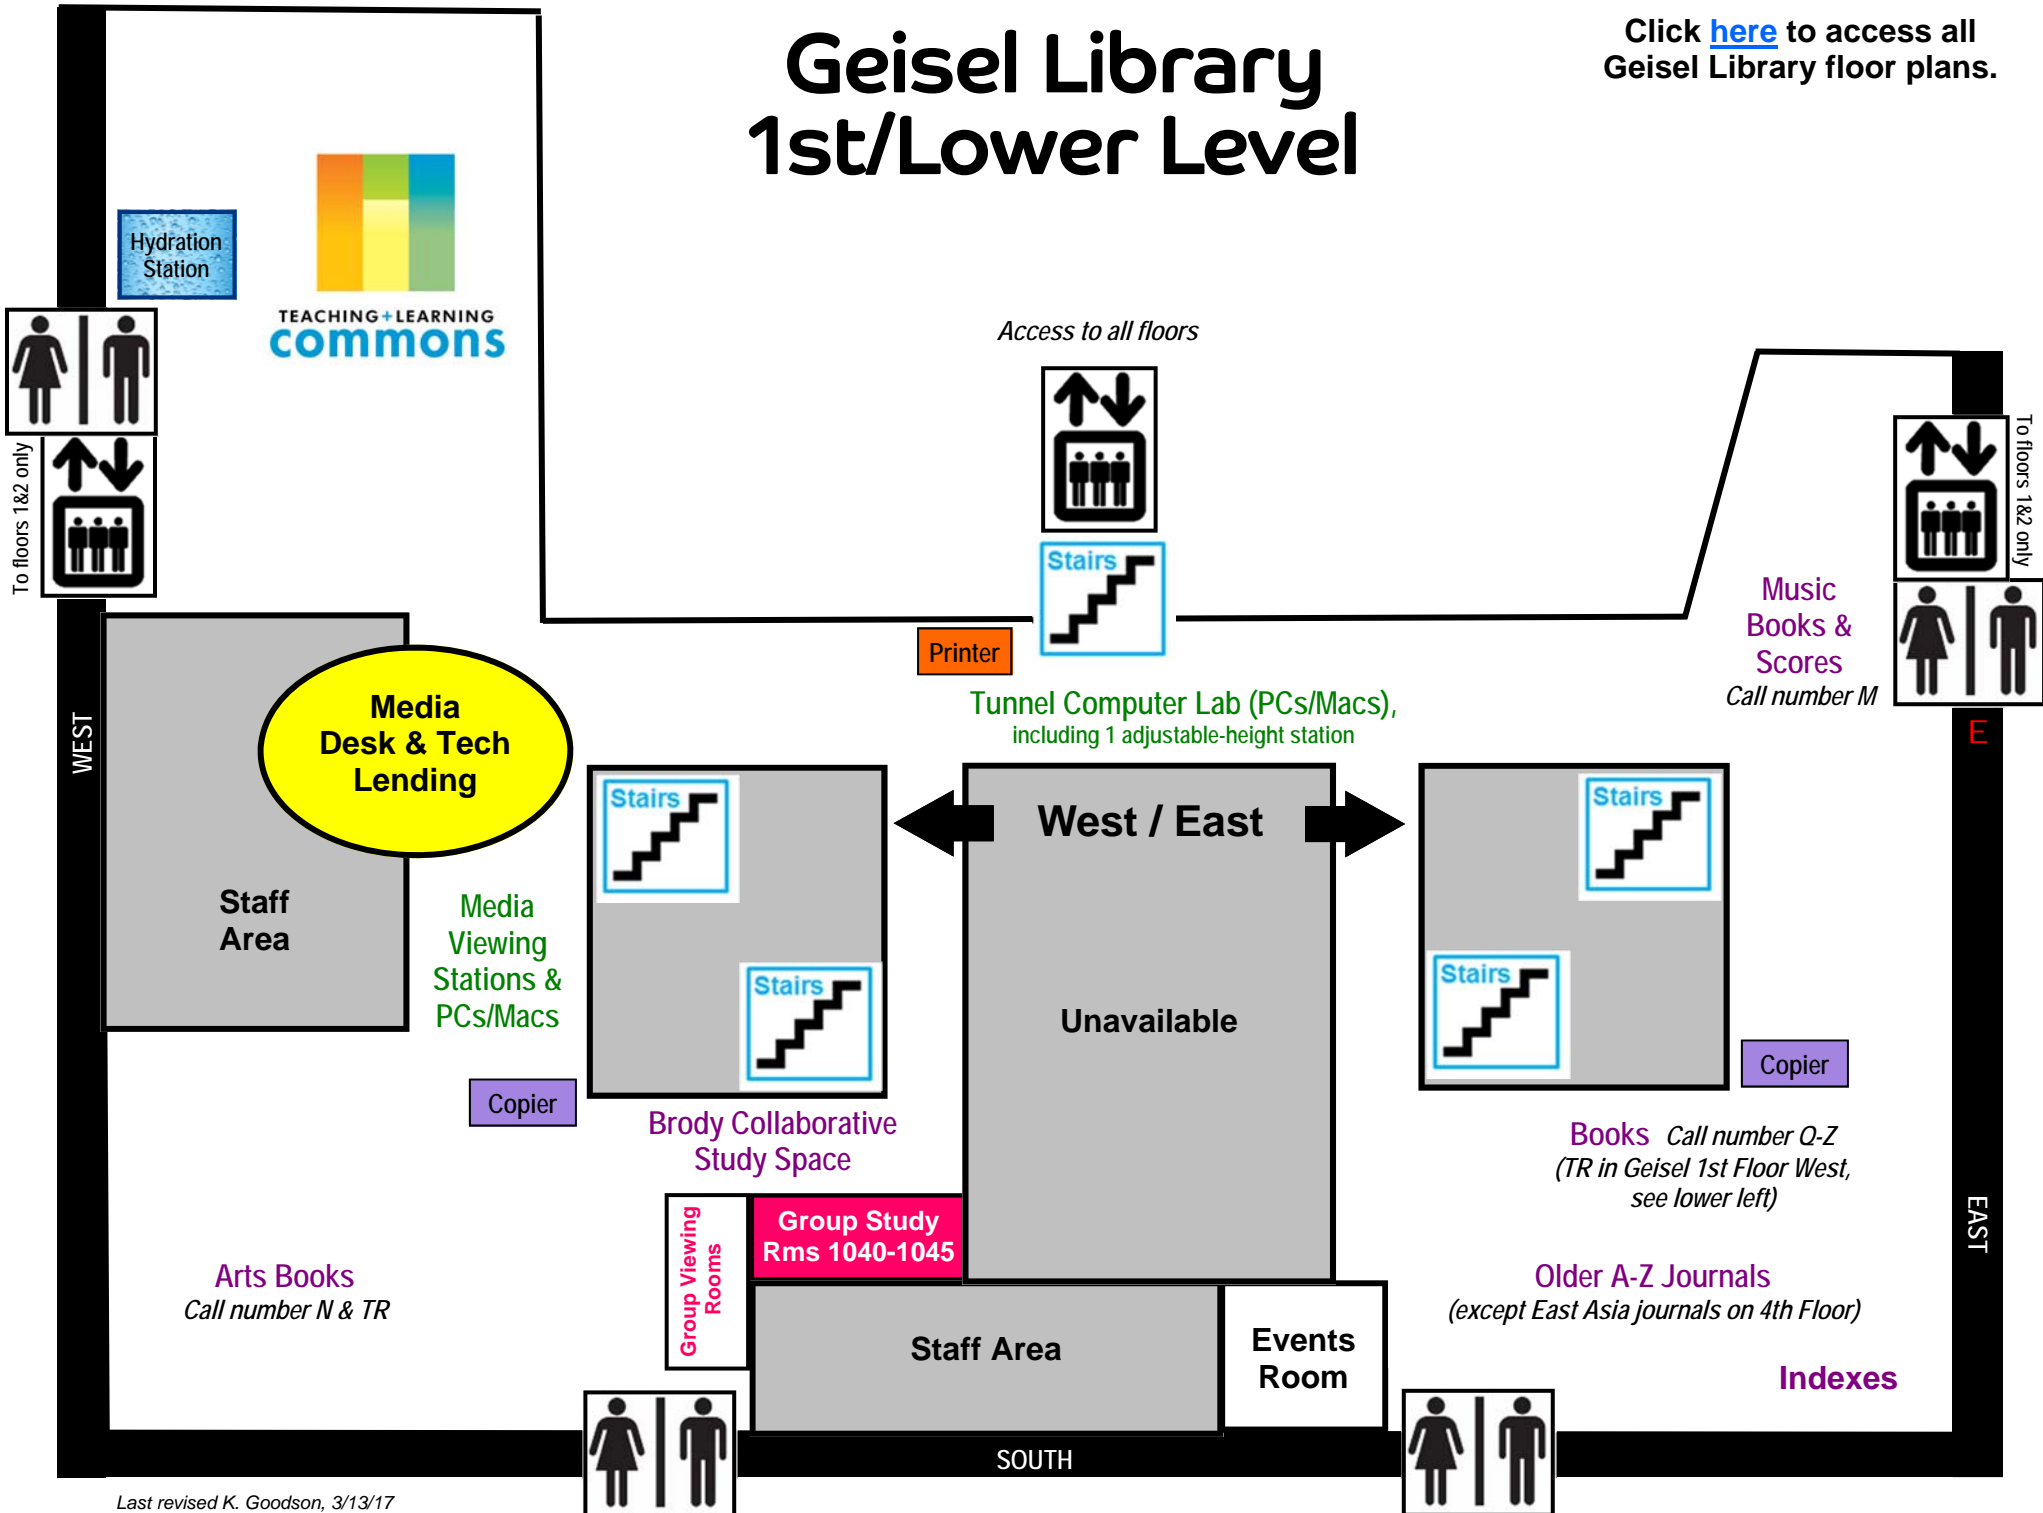 Geisel Library
1st/Lower Level
Click here to access all
Geisel Library floor plans.
Hydration
Station
TEACHING+LEARNING
commons
To floors 1&2 only
Access to all floors
Stairs
Printer
To floors 1&2 only
Music
Books &
Scores
Call number M
E
Tunnel Computer Lab (PCs/Macs),
including 1 adjustable-height station
WEST
Media
Desk & Tech
Lending
Staff
Area
Media
Viewing
Stations &
PCs/Macs
Stairs
Stairs
West / East
Unavailable
Stairs
Stairs
Copier
Copier
Brody Collaborative
Study Space
Books Call number Q-Z
(TR in Geisel 1st Floor West,
see lower left)
EAST
Group Viewing
Rooms
Group Study
Rms 1040-1045
Arts Books
Call number N & TR
Older A-Z Journals
(except East Asia journals on 4th Floor)
Staff Area
Events
Room
Indexes
SOUTH
Last revised K. Goodson, 3/13/17